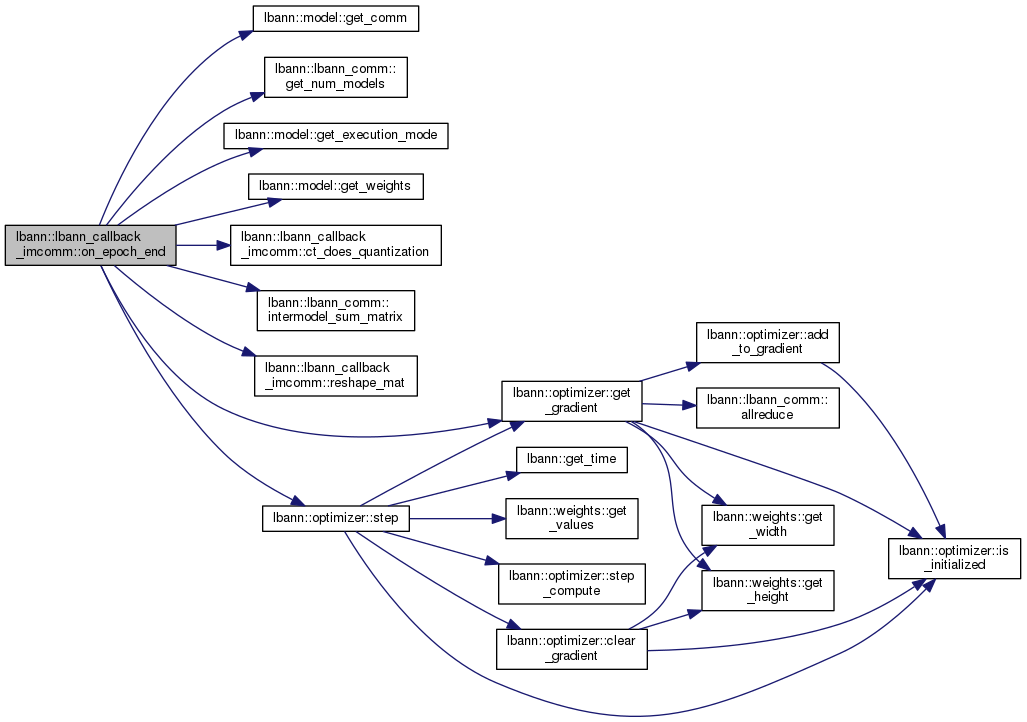 lbann::model::get_comm
lbann::lbann_comm::
get_num_models
lbann::model::get_execution_mode
lbann::model::get_weights
lbann::lbann_callback
_imcomm::on_epoch_end
lbann::lbann_callback
_imcomm::ct_does_quantization
lbann::lbann_comm::
intermodel_sum_matrix
lbann::lbann_callback
_imcomm::reshape_mat
lbann::optimizer::step
lbann::optimizer::get
_gradient
lbann::get_time
lbann::weights::get
_values
lbann::optimizer::step
_compute
lbann::optimizer::clear
_gradient
lbann::optimizer::add
_to_gradient
lbann::lbann_comm::
allreduce
lbann::weights::get
_width
lbann::weights::get
_height
lbann::optimizer::is
_initialized